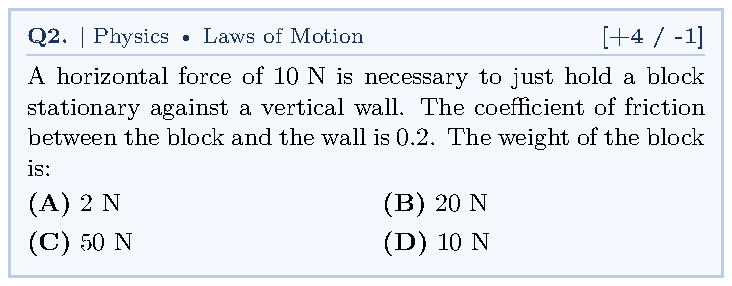 Q2. | Physics • Laws of Motion [+4 / -1]
A horizontal force of 10 N is necessary to just hold a block
stationary against a vertical wall. The coefficient of friction
between the block and the wall is 0.2. The weight of the block
is:
(A) 2 N (B) 20 N
(C) 50 N (D) 10 N